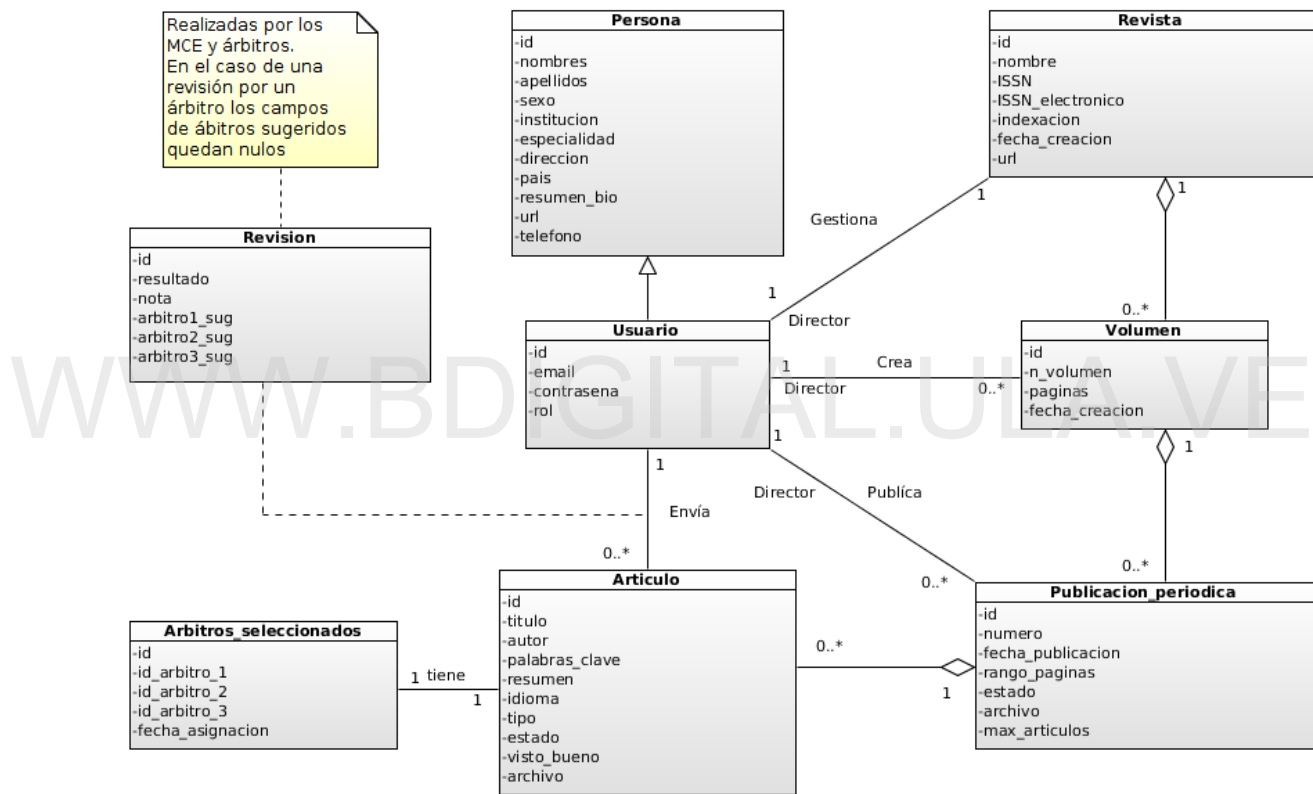 Realizadas por los
MCE y árbitros.
En el caso de una
revisión por un
árbitro los campos
de ábitros sugeridos
quedan nulos
Persona
-id
-nombres
-apellidos
-sexo
-institucion
-especialidad
-direccion
-pais
-resumen_bio
-url
-telefono
Revista
-id
-nombre
-ISSN
-ISSN_electronico
-indexacion
-fecha_creacion
-url
1
1
Gestiona
1
Director
0..*
Revision
-id
-resultado
-nota
-arbitro1_sug
-arbitro2_sug
-arbitro3_sug
Usuario
-id
-email
-contrasena
-rol
1
Crea
Director
0..*
Volumen
-id
-n_volumen
-paginas
-fecha_creacion
WWW.BDIGITAL.ULA.VE
1
1
1
Director
Publíca
Envía
0..*
0..*
0..*
Articulo
-id
-titulo
-autor
-palabras_clave
-resumen
-idioma
-tipo
-estado
-visto_bueno
-archivo
Publicacion_periodica
-id
-numero
-fecha_publicacion
-rango_paginas
-estado
-archivo
-max_articulos
0..*
1
Arbitros_seleccionados
-id
-id_arbitro_1
-id_arbitro_2
-id_arbitro_3
-fecha_asignacion
1 tiene
1